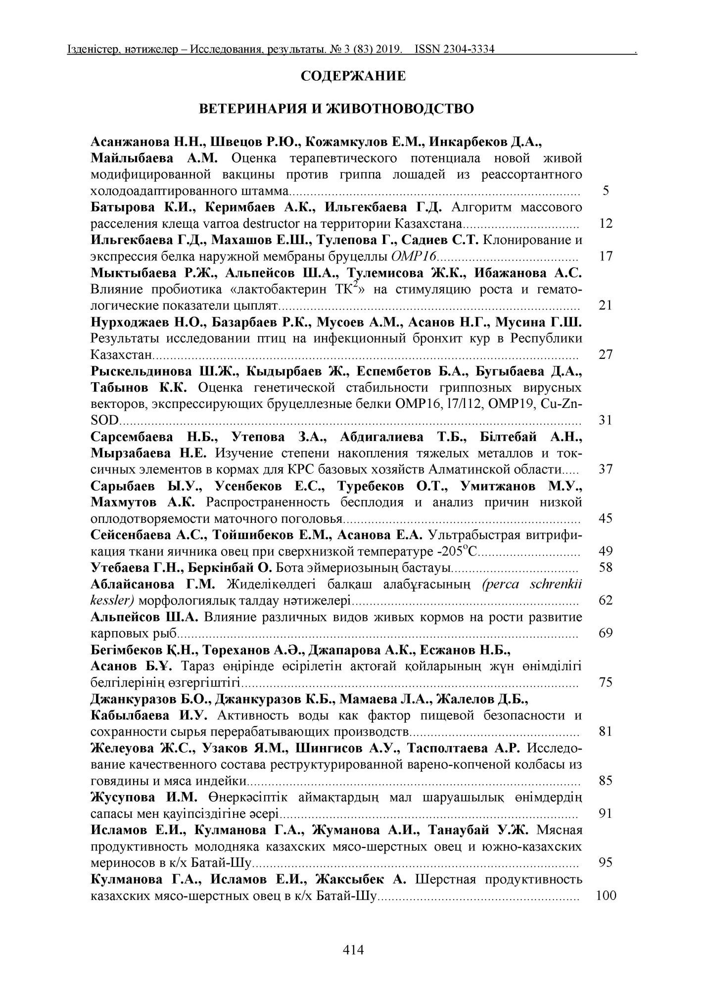 Ізденістер, нәтижелер – Исследования, результаты. № 3 (83) 2019. ISSN 2304-3334 .
СОДЕРЖАНИЕ
ВЕТЕРИНАРИЯ И ЖИВОТНОВОДСТВО
Асанжанова Н.Н., Швецов Р.Ю., Кожамкулов Е.М., Инкарбеков Д.А.,
Майлыбаева А.М. Оценка терапевтического потенциала новой живой
модифицированной вакцины против гриппа лошадей из реассортантного
холодоадаптированного штамма.......... 5
Батырова К.И., Керимбаев А.К., Ильгекбаева Г.Д. Алгоритм массового
расселения клеща varroa destructor на территории Казахстана.......... 12
Ильгекбаева Г.Д., Махашов Е.Ш., Тулепова Г., Садиев С.Т. Клонирование и
экспрессия белка наружной мембраны бруцеллы OMP16.......... 17
Мыктыбаева Р.Ж., Альпейсов Ш.А., Тулемисова Ж.К., Ибажанова А.С.
Влияние пробиотика «лактобактерин ТК²» на стимуляцию роста и гемато-
логические показатели цыплят.......... 21
Нурходжаев Н.О., Базарбаев Р.К., Мусоев А.М., Асанов Н.Г., Мусина Г.Ш.
Результаты исследовании птиц на инфекционный бронхит кур в Республики
Казахстан.......... 27
Рыскельдинова Ш.Ж., Кыдырбаев Ж., Еспембетов Б.А., Бугыбаева Д.А.,
Табынов К.К. Оценка генетической стабильности гриппозных вирусных
векторов, экспрессирующих бруцеллезные белки OMP16, l7/l12, OMP19, Cu-Zn-
SOD.......... 31
Сарсембаева Н.Б., Утепова З.А., Абдигалиева Т.Б., Білтебай А.Н.,
Мырзабаева Н.Е. Изучение степени накопления тяжелых металлов и ток-
сичных элементов в кормах для КРС базовых хозяйств Алматинской области..... 37
Сарыбаев Ы.У., Усенбеков Е.С., Туребеков О.Т., Умитжанов М.У.,
Махмутов А.К. Распространенность бесплодия и анализ причин низкой
оплодотворяемости маточного поголовья.......... 45
Сейсенбаева А.С., Тойшибеков Е.М., Асанова Е.А. Ультрабыстрая витрифи-
кация ткани яичника овец при сверхнизкой температуре -205°С.......... 49
Утебаева Г.Н., Беркінбай О. Бота эймериозының бастауы.......... 58
Аблайсанова Г.М. Жиделікөлдегі балқаш алабұғасының (perca schrenkii
kessler) морфологиялық талдау нәтижелері.......... 62
Альпейсов Ш.А. Влияние различных видов живых кормов на рости развитие
карповых рыб.......... 69
Бегімбеков Қ.Н., Төреханов А.Ә., Джапарова А.К., Есжанов Н.Б.,
Асанов Б.Ұ. Тараз өңірінде өсірілетін ақтоғай қойларының жүн өнімділігі
белгілерінің өзгергіштігі.......... 75
Джанкуразов Б.О., Джанкуразов К.Б., Мамаева Л.А., Жалелов Д.Б.,
Кабылбаева И.У. Активность воды как фактор пищевой безопасности и
сохранности сырья перерабатывающих производств.......... 81
Желеуова Ж.С., Узаков Я.М., Шингисов А.У., Тасполтаева А.Р. Исследо-
вание качественного состава реструктурированной варено-копченой колбасы из
говядины и мяса индейки.......... 85
Жусупова И.М. Өнеркәсіптік аймақтардың мал шаруашылық өнімдердің
сапасы мен қауіпсіздігіне әсері.......... 91
Исламов Е.И., Кулманова Г.А., Жуманова А.И., Танаубай У.Ж. Мясная
продуктивность молодняка казахских мясо-шерстных овец и южно-казахских
мериносов в к/х Батай-Шу.......... 95
Кулманова Г.А., Исламов Е.И., Жаксыбек А. Шерстная продуктивность
казахских мясо-шерстных овец в к/х Батай-Шу.......... 100
414